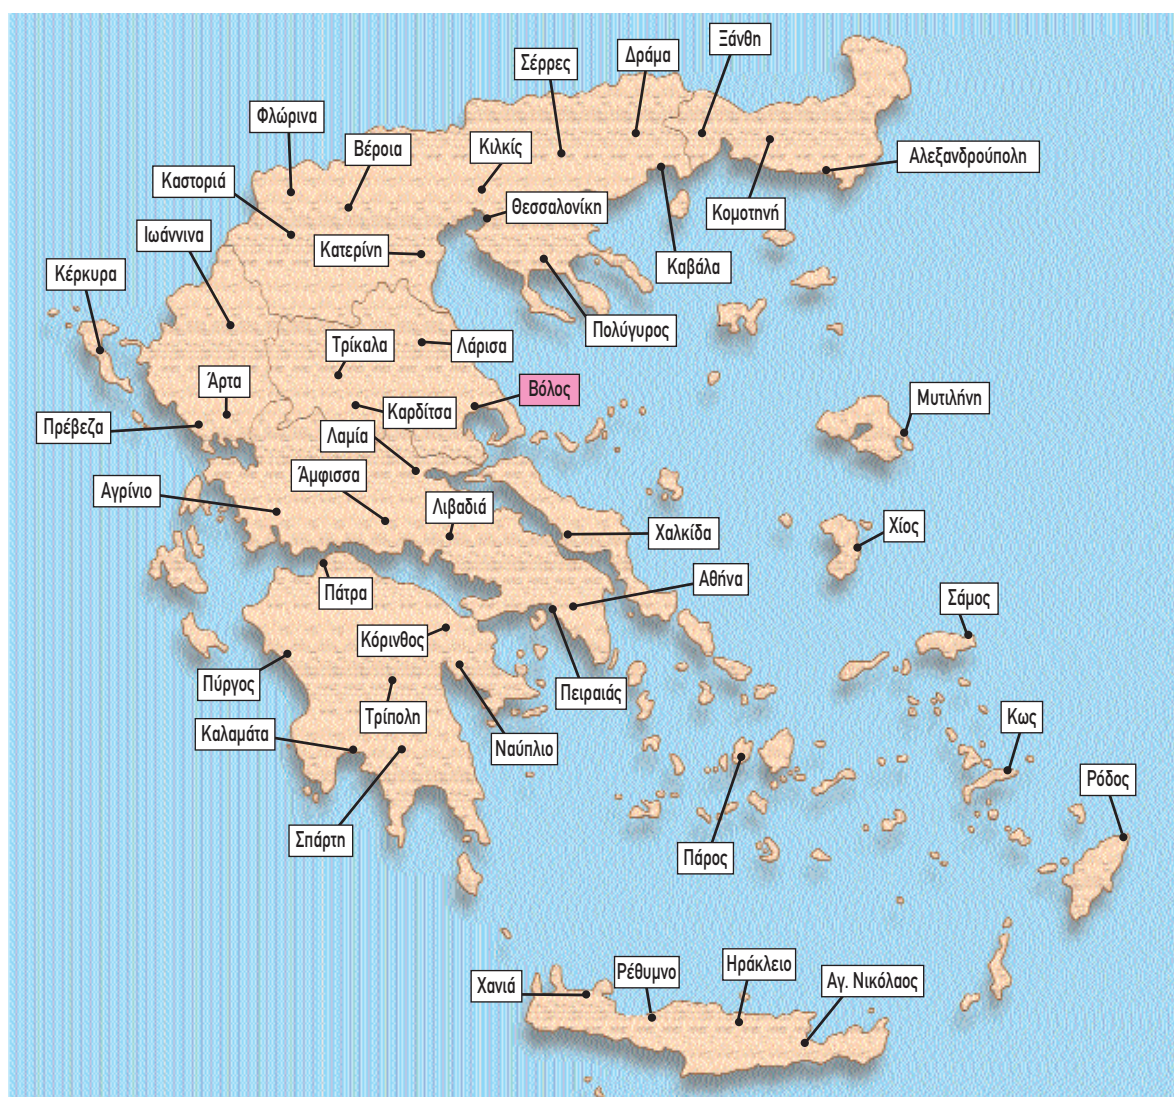 Ξάνθη
Δράμα
Σέρρες
Φλώρινα
Βέροια
Κιλκίς
Αλεξανδρούπολη
Καστοριά
Θεσσαλονίκη
Κομοτηνή
Ιωάννινα
Κατερίνη
Καβάλα
Κέρκυρα
Πολύγυρος
Τρίκαλα
Λάρισα
Άρτα
Βόλος
Μυτιλήνη
Πρέβεζα
Καρδίτσα
Λαμία
Άμφισσα
Αγρίνιο
Λιβαδιά
Χαλκίδα
Χίος
Αθήνα
Πάτρα
Σάμος
Κόρινθος
Πύργος
Πειραιάς
Τρίπολη
Κως
Καλαμάτα
Ναύπλιο
Ρόδος
Σπάρτη
Πάρος
Ηράκλειο
Ρέθυμνο
Χανιά
Αγ. Νικόλαος